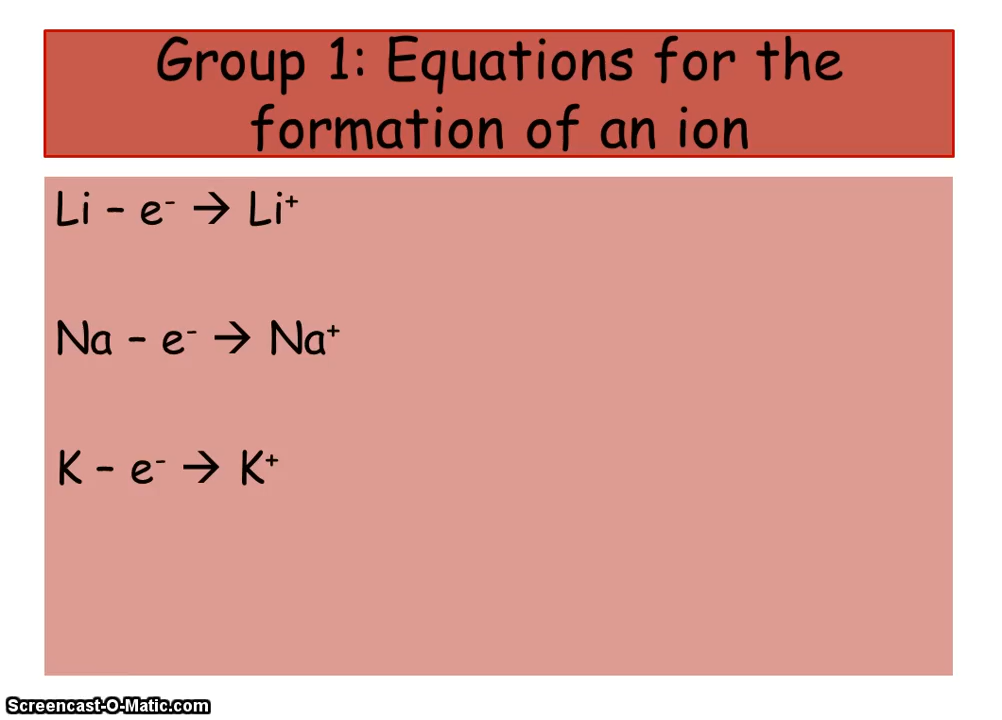 Group 1: Equations for the
formation of an ion
Li – e⁻ → Li⁺
Na – e⁻ → Na⁺
K – e⁻ → K⁺
Screencast-O-Matic.com